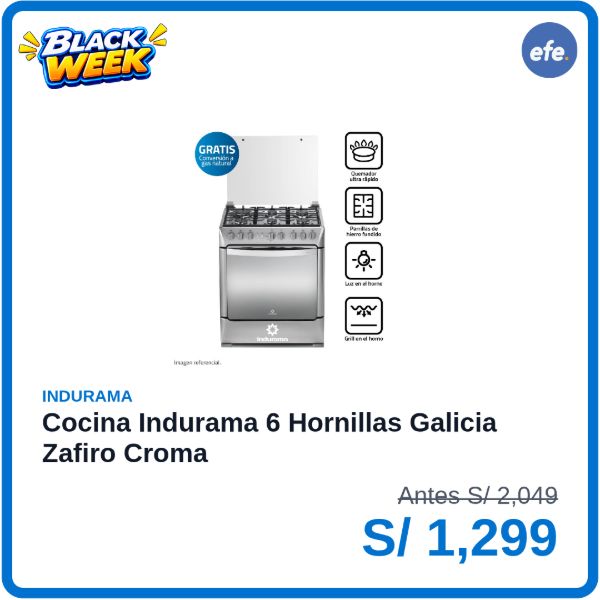 BLACK
WEEK
efe.
GRATIS
Conversión a
gas natural
Quemador
ultra rápido
Parrillas de
hierro fundido
Luz en el horno
Grill en el horno
indurama
Imagen referencial.
INDURAMA
Cocina Indurama 6 Hornillas Galicia
Zafiro Croma
Antes S/ 2,049
S/ 1,299